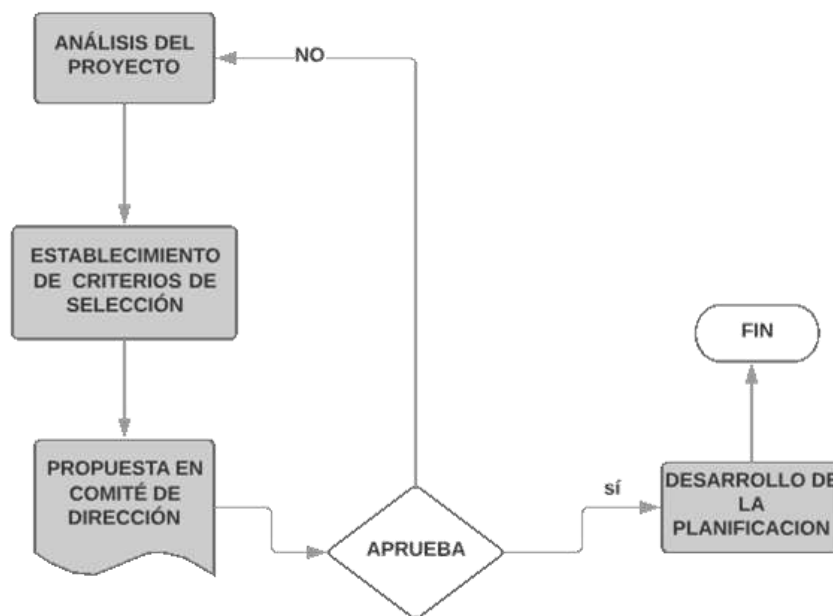 ANÁLISIS DEL
PROYECTO
NO
ESTABLECIMIENTO
DE CRITERIOS DE
SELECCIÓN
PROPUESTA EN
COMITÉ DE
DIRECCIÓN
APRUEBA
sí
DESARROLLO DE
LA
PLANIFICACION
FIN